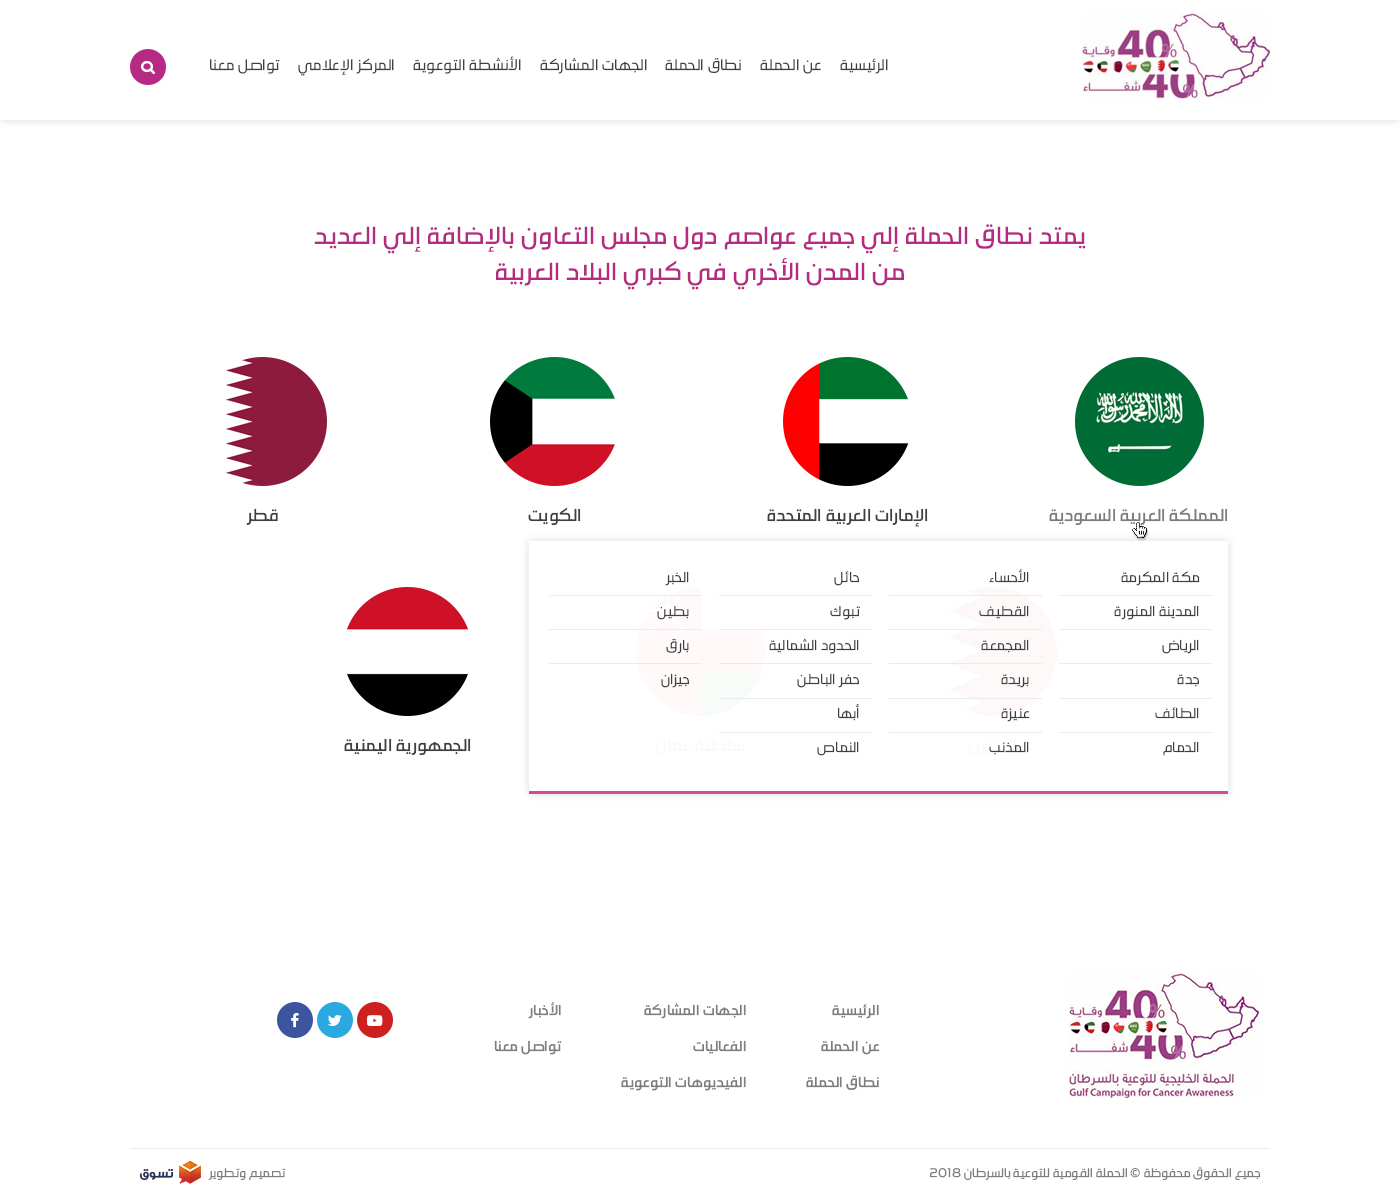 40%
وقاية
40%
شفاء
الرئيسية
عن الحملة
نطاق الحملة
الجهات المشاركة
الأنشطة التوعوية
المركز الإعلامي
تواصل معنا
يمتد نطاق الحملة إلي جميع عواصم دول مجلس التعاون بالإضافة إلي العديد
من المدن الأخري في كبري البلاد العربية
المملكة العربية السعودية
الإمارات العربية المتحدة
الكويت
قطر
مكة المكرمة
المدينة المنورة
الرياض
جدة
الطائف
الدمام
الأحساء
القطيف
المجمعة
بريدة
عنيزة
المذنب
حائل
تبوك
الحدود الشمالية
حفر الباطن
أبها
النماص
الخبر
بطين
بارق
جيزان
سلطنة عمان
الجمهورية اليمنية
40%
وقاية
40%
شفاء
الحملة الخليجية للتوعية بالسرطان
Gulf Campaign for Cancer Awareness
الرئيسية
عن الحملة
نطاق الحملة
الجهات المشاركة
الفعاليات
الفيديوهات التوعوية
الأخبار
تواصل معنا
جميع الحقوق محفوظة © الحملة القومية للتوعية بالسرطان 2018
تصميم وتطوير تسوق